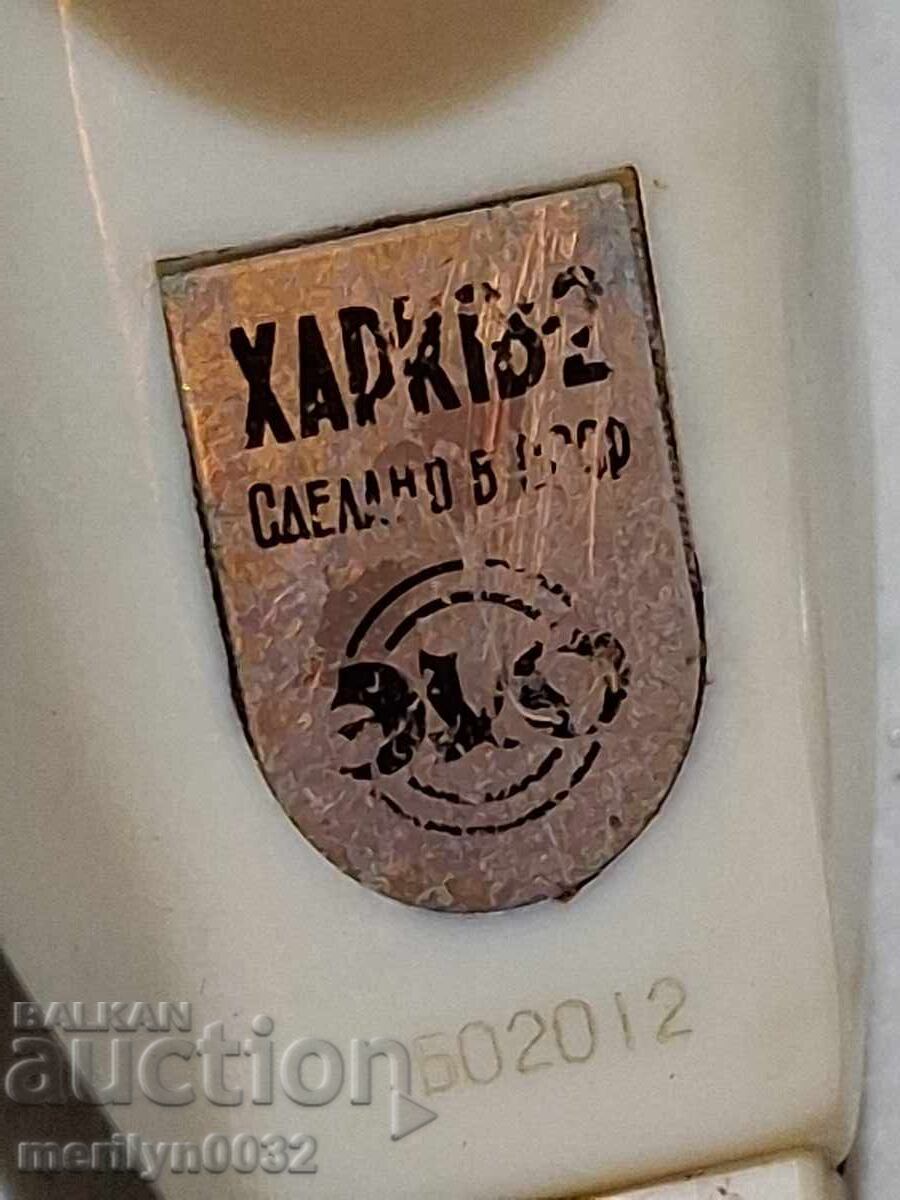 ХАРКІВ 2
СДЕЛАНО В СССР
602012
BALKAN
auction
merilyn0032